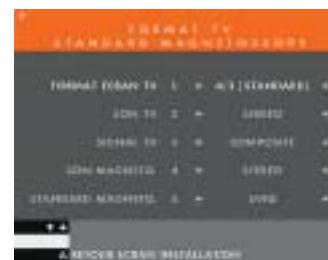 FORMAT TV
STANDARD MAGNETOSCOPE
FORMAT ECRAN TV 1 4/3 (STANDARD)
SON TV 2 STEREO
SIGNAL TV 3 COMPOSITE
SON MAGNETO. 4 STEREO
STANDARD MAGNETO. 5
RETOUR ECRAN INSTALLATION